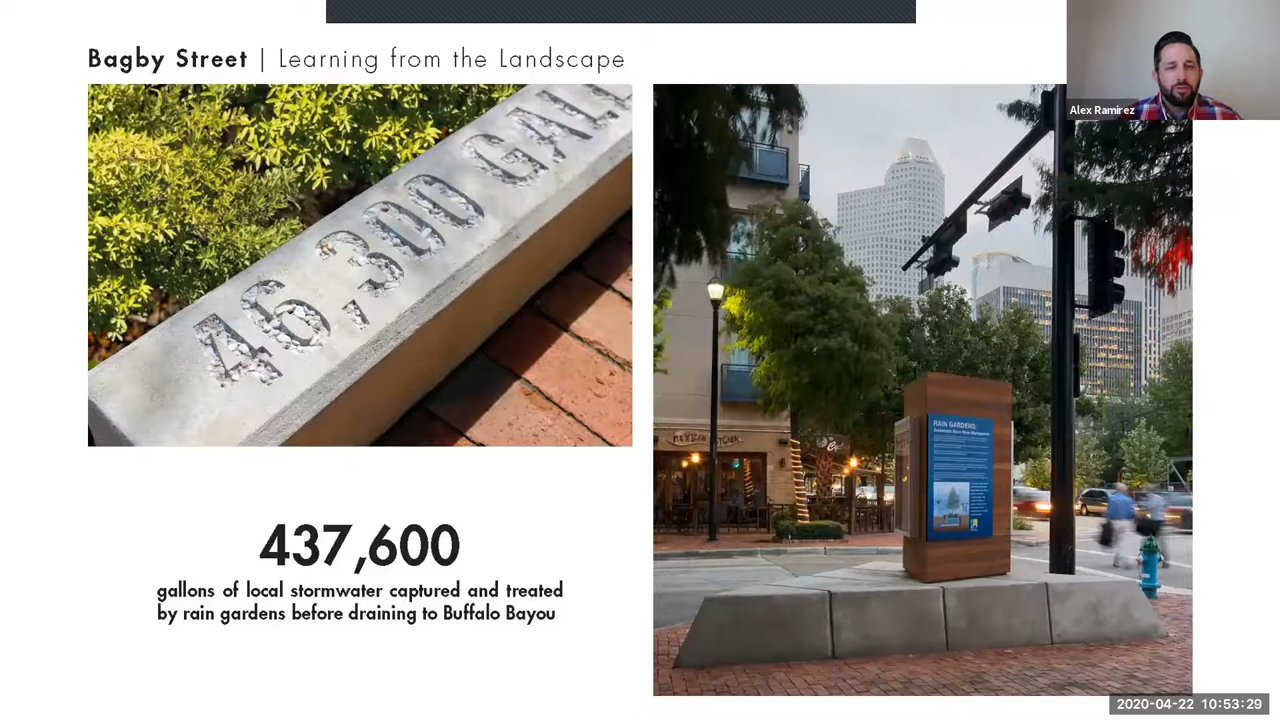 Bagby Street | Learning from the Landscape
Alex Ramirez
46,300 GALL
RAIN GARDENS
437,600
gallons of local stormwater captured and treated
by rain gardens before draining to Buffalo Bayou
2020-04-22 10:53:29